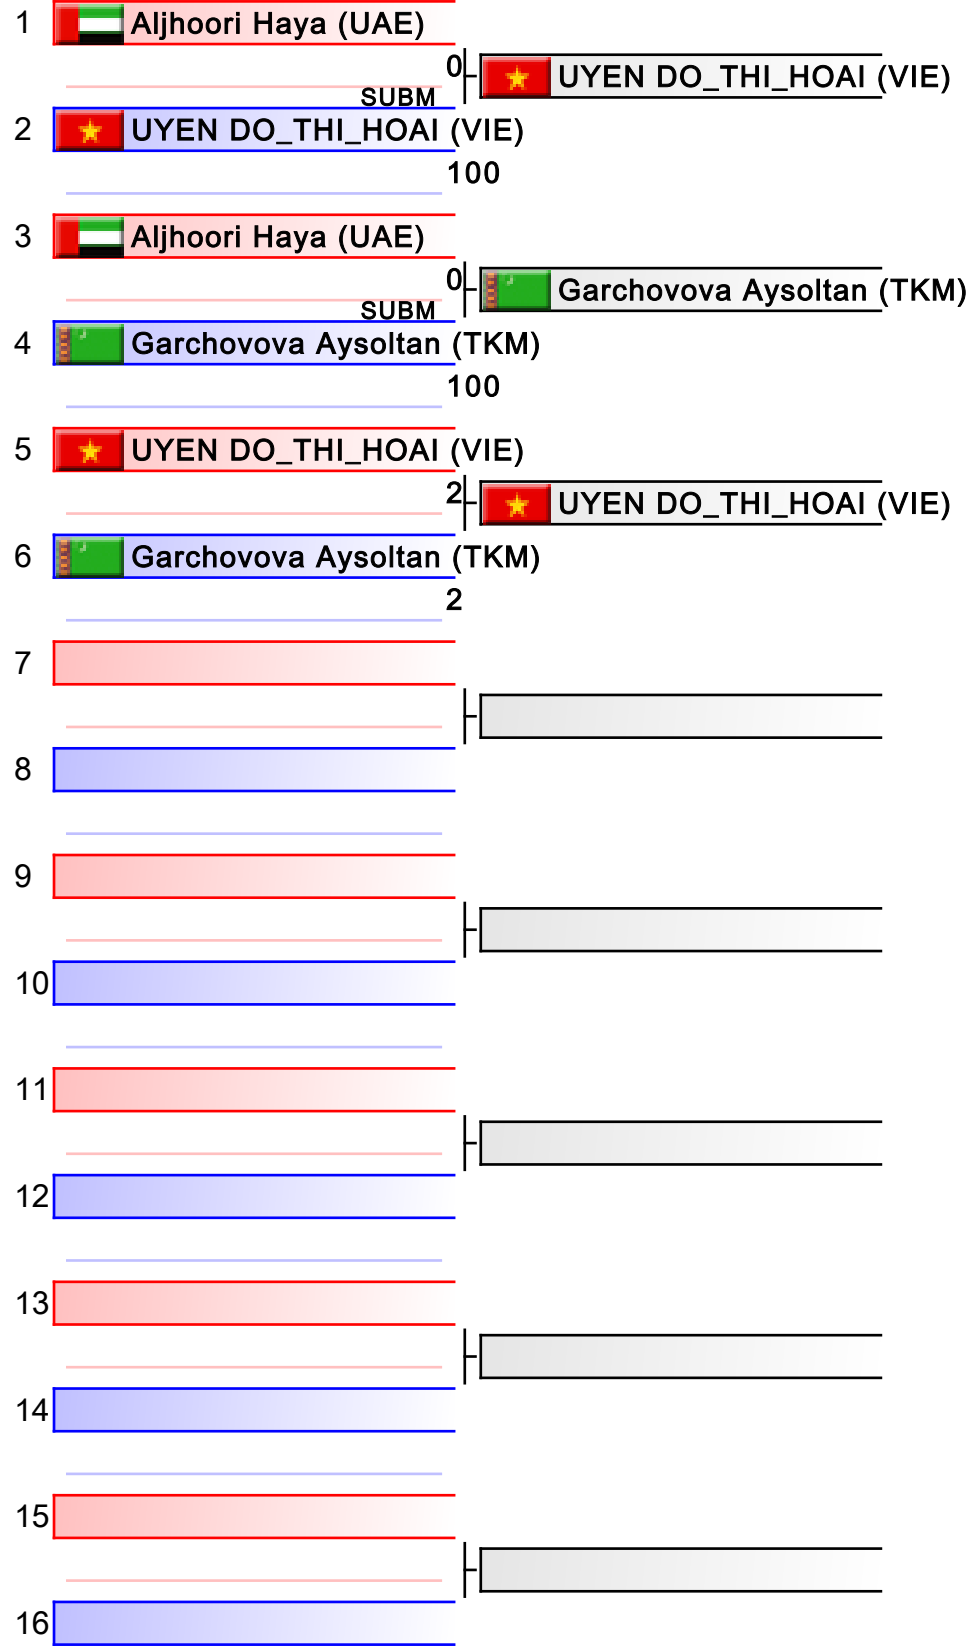 1 Aljhoori Haya (UAE)
0 UYEN DO_THI_HOAI (VIE)
SUBM
2 UYEN DO_THI_HOAI (VIE)
100
3 Aljhoori Haya (UAE)
0 Garchovova Aysoltan (TKM)
SUBM
4 Garchovova Aysoltan (TKM)
100
5 UYEN DO_THI_HOAI (VIE)
2 UYEN DO_THI_HOAI (VIE)
6 Garchovova Aysoltan (TKM)
2
7
8
9
10
11
12
13
14
15
16